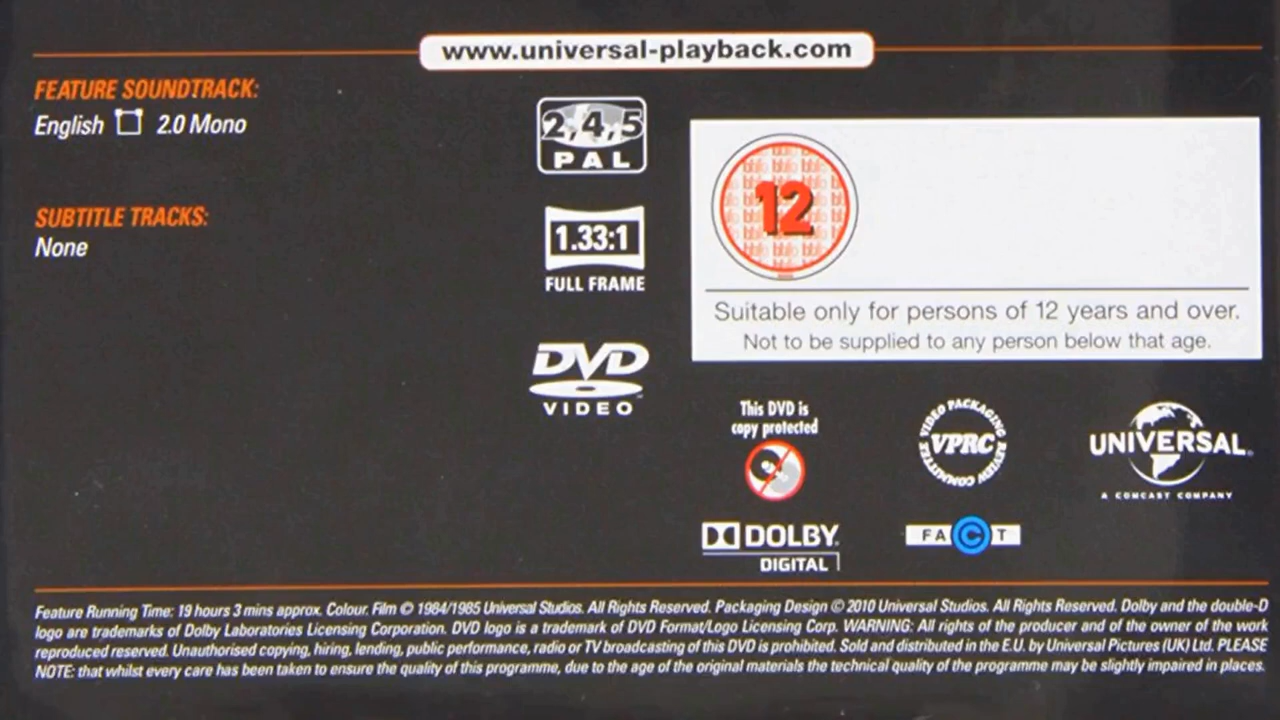 www.universal-playback.com
FEATURE SOUNDTRACK:
English 2.0 Mono
SUBTITLE TRACKS:
None
2,4,5
PAL
1.33:1
FULL FRAME
DVD
VIDEO
12
Suitable only for persons of 12 years and over.
Not to be supplied to any person below that age.
This DVD is
copy protected
VIDEO PACKAGING
VPRC
REVIEW COMMITTEE
UNIVERSAL
A COMCAST COMPANY
DOLBY
DIGITAL
FACT
Feature Running Time: 19 hours 3 mins approx. Colour. Film © 1984/1985 Universal Studios. All Rights Reserved. Packaging Design © 2010 Universal Studios. All Rights Reserved. Dolby and the double-D
logo are trademarks of Dolby Laboratories Licensing Corporation. DVD logo is a trademark of DVD Format/Logo Licensing Corp. WARNING: All rights of the producer and of the owner of the work
reproduced reserved. Unauthorised copying, hiring, lending, public performance, radio or TV broadcasting of this DVD is prohibited. Sold and distributed in the E.U. by Universal Pictures (UK) Ltd. PLEASE
NOTE: that whilst every care has been taken to ensure the quality of this programme, due to the age of the original materials the technical quality of the programme may be slightly impaired in places.